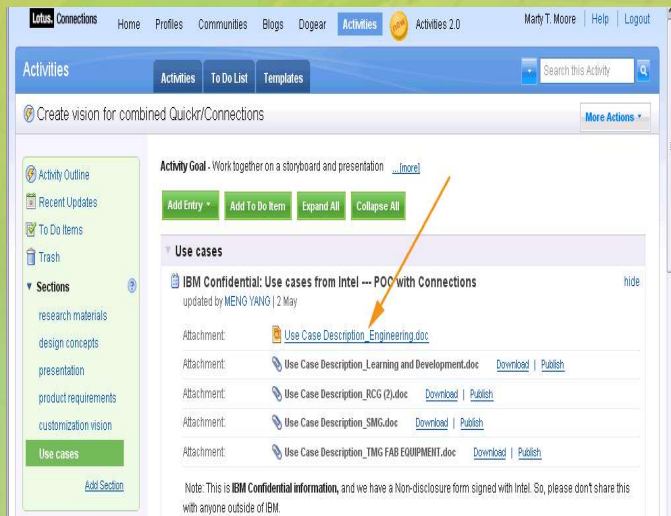 Lotus. Connections Home Profiles Communities Blogs Dogear Activities new Activities 2.0 Marty T. Moore | Help | Logout
Activities Activities To Do List Templates Search this Activity
Create vision for combined Quickr/Connections More Actions
Activity Outline
Recent Updates
To Do Items
Trash
Sections
research materials
design concepts
presentation
product requirements
customization vision
Use cases
Add Section
Activity Goal - Work together on a storyboard and presentation ...[more]
Add Entry Add To Do Item Expand All Collapse All
Use cases
IBM Confidential: Use cases from Intel --- POC with Connections hide
updated by MENG YANG | 2 May
Attachment: Use Case Description_Engineering.doc
Attachment: Use Case Description_Learning and Development.doc Download | Publish
Attachment: Use Case Description_RCG (2).doc Download | Publish
Attachment: Use Case Description_SMG.doc Download | Publish
Attachment: Use Case Description_TMG FAB EQUIPMENT.doc Download | Publish
Note: This is IBM Confidential information, and we have a Non-disclosure form signed with Intel. So, please don't share this
with anyone outside of IBM.